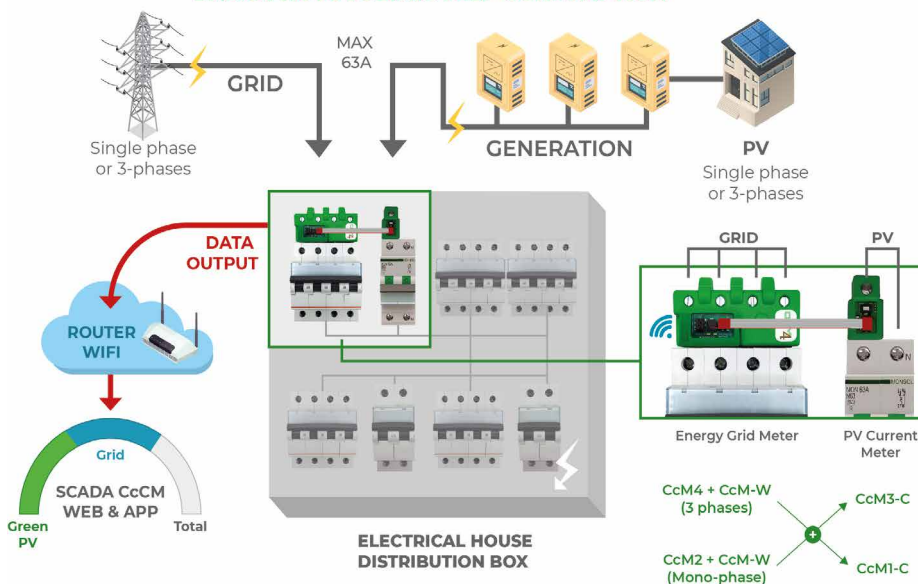 MAX
63A
GRID
GENERATION
Single phase
or 3-phases
PV
Single phase
or 3-phases
DATA
OUTPUT
ROUTER
WIFI
GRID
PV
N
N
MON 63A
Energy Grid Meter
PV Current
Meter
Grid
SCADA CcCM
WEB & APP
Green
PV
Total
ELECTRICAL HOUSE
DISTRIBUTION BOX
CcM4 + CcM-W
(3 phases)
CcM3-C
+
CcM2 + CcM-W
(Mono-phase)
CcM1-C